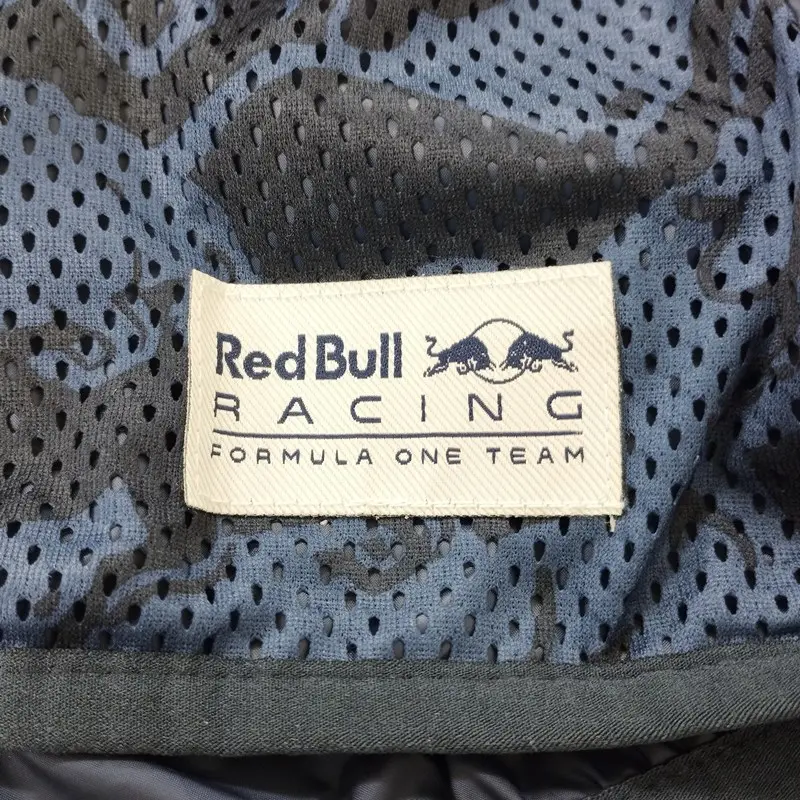 Red Bull
RACING
FORMULA ONE TEAM